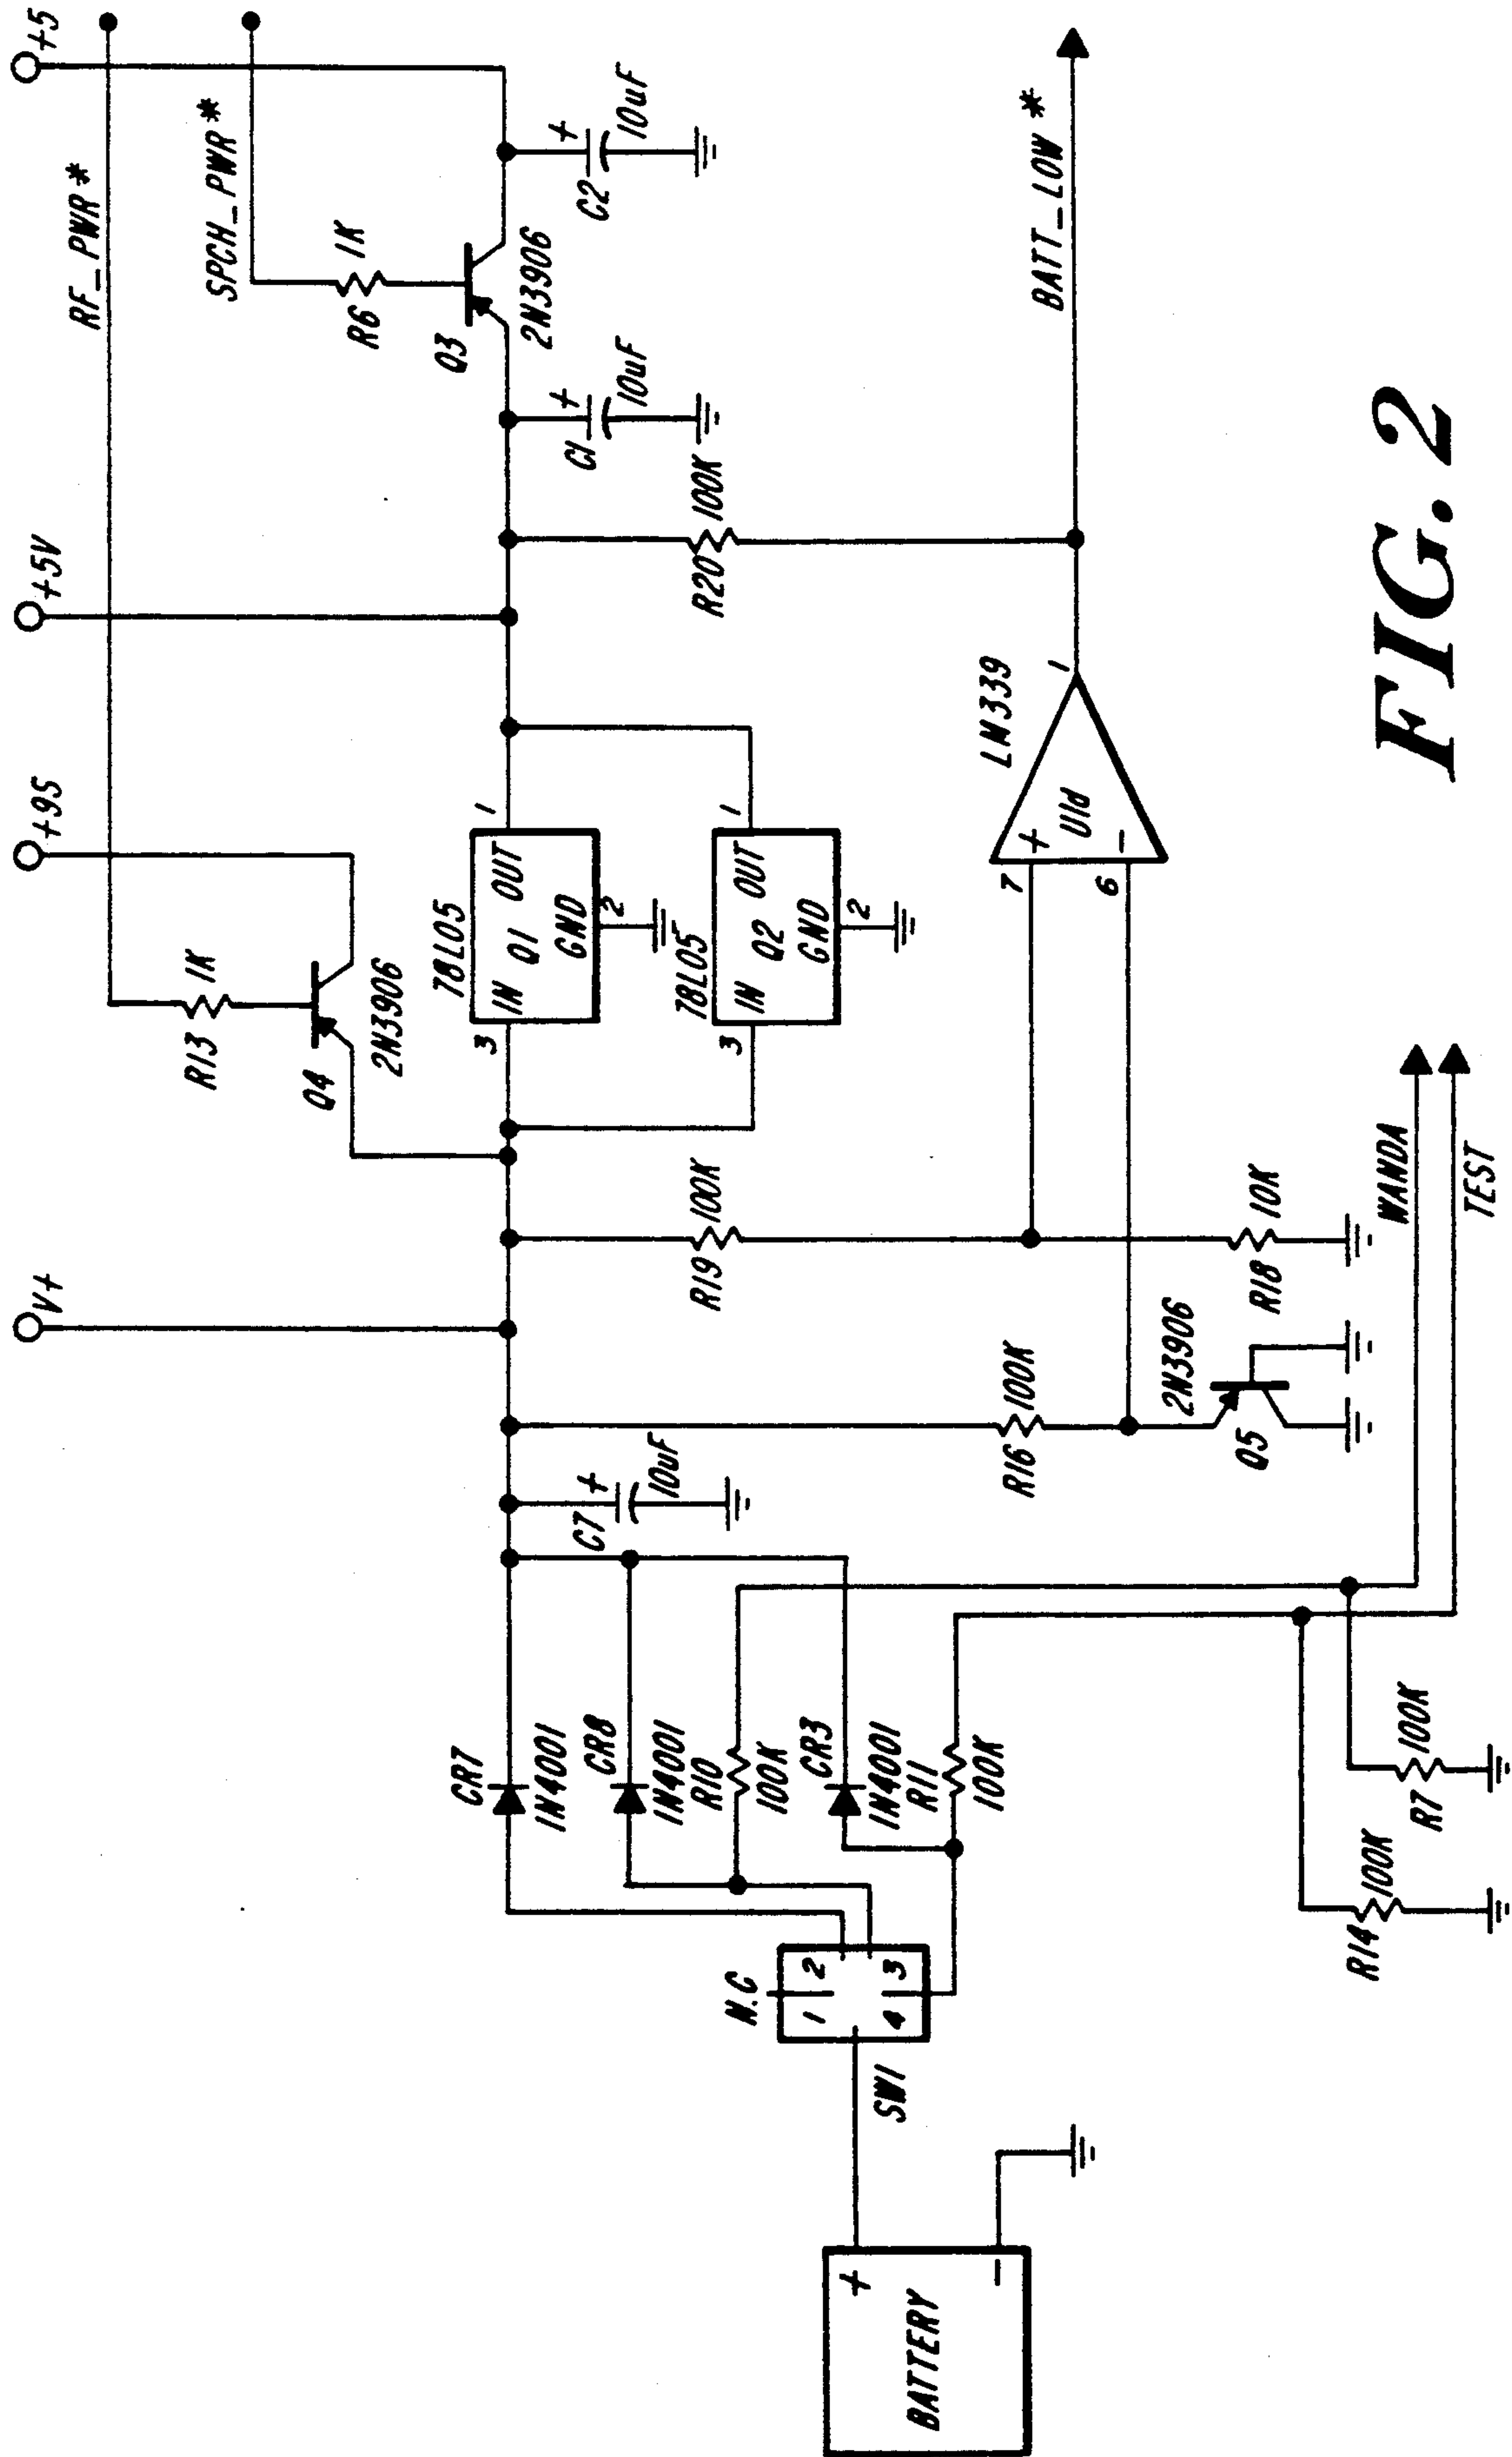 V+
+9S
+5V
+5
RF_PWR*
SPCH_PWR*
R13 1K
Q4
2N3906
R6 1K
Q3
2N3906
78L05
3 IN OUT 1
Q1
GND
2
78L05
3 IN OUT 1
Q2
GND
2
C1 + 10uF
C2 + 10uF
R20 100K
CR7
1N4001
CR8
1N4001
R10
100K
CR3
1N4001
R11
100K
C7 + 10uF
R19 100K
R16 100K
LM339
7 +
U1d
6 -
1
BATT_LOW*
N.C
1 2
4 3
SW1
BATTERY
+
-
2N3906
Q5
R18 10K
R14 100K
R7 100K
WANDA
TEST
FIG. 2